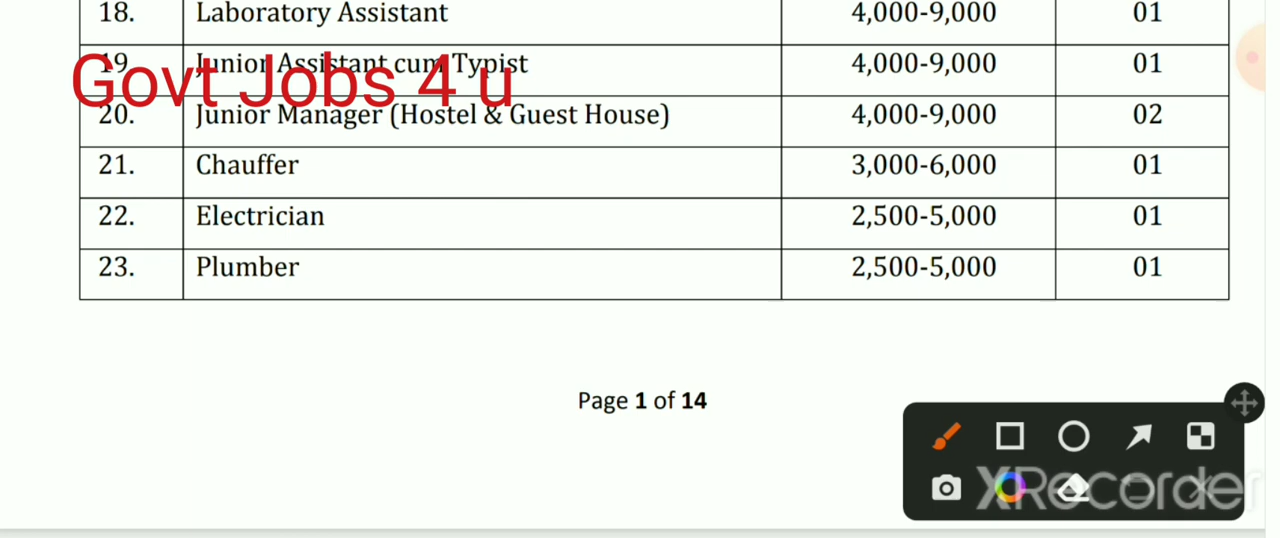 18. Laboratory Assistant 4,000-9,000 01
19 Junior Assistant cum Typist 4,000-9,000 01
Govt Jobs 4 u
20. Junior Manager (Hostel & Guest House) 4,000-9,000 02
21. Chauffer 3,000-6,000 01
22. Electrician 2,500-5,000 01
23. Plumber 2,500-5,000 01
Page 1 of 14
XRecorder